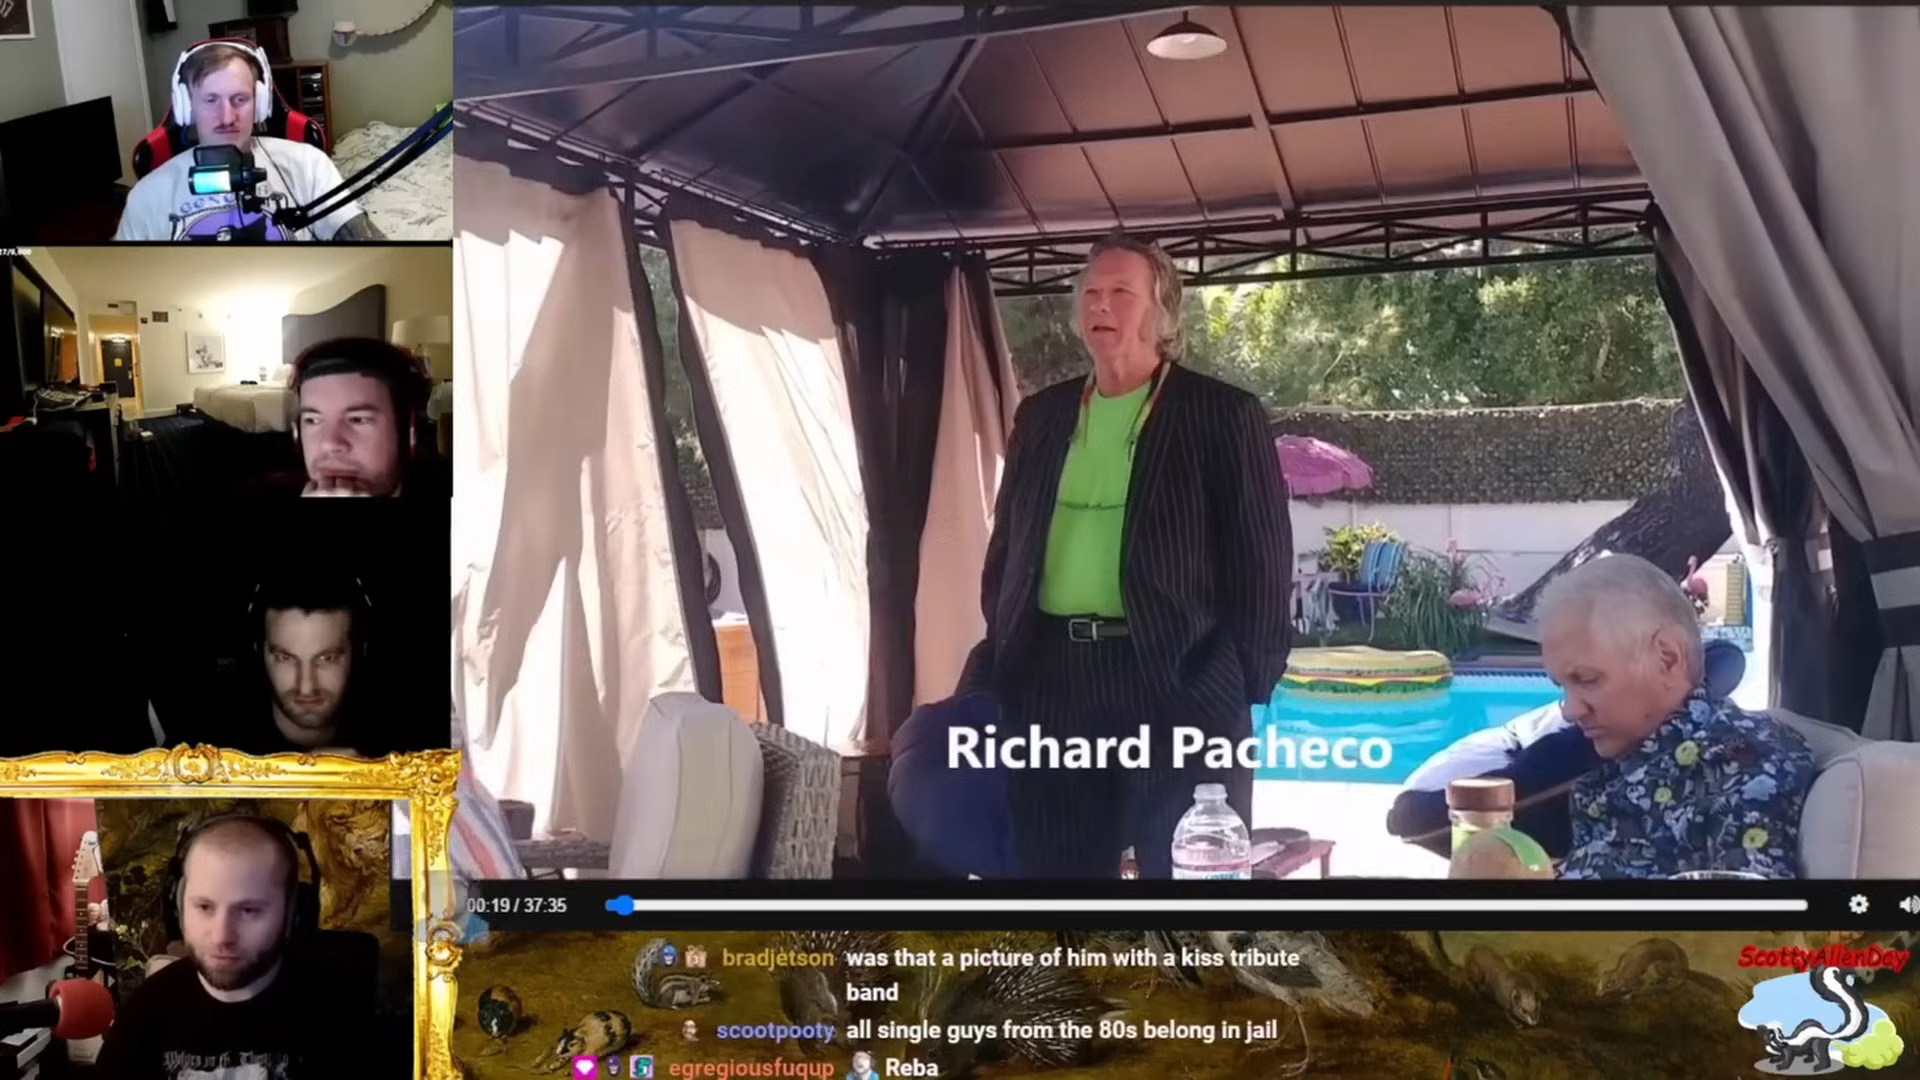 Richard Pacheco
00:19 / 37:35
bradjetson was that a picture of him with a kiss tribute
band
ScottyAllenDay
scootpooty all single guys from the 80s belong in jail
egregiousfuqup Reba